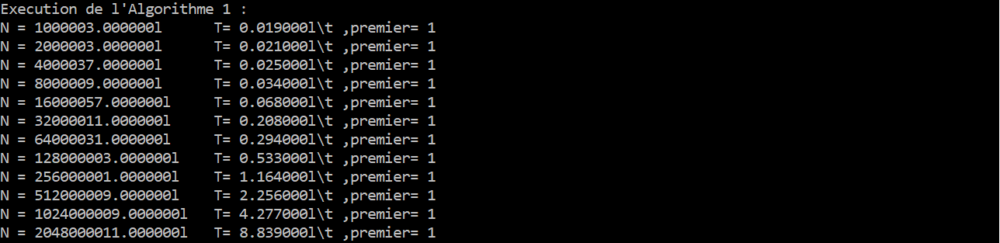 Execution de l'Algorithme 1 :
N = 1000003.000000l T= 0.019000l\t ,premier= 1
N = 2000003.000000l T= 0.021000l\t ,premier= 1
N = 4000037.000000l T= 0.025000l\t ,premier= 1
N = 8000009.000000l T= 0.034000l\t ,premier= 1
N = 16000057.000000l T= 0.068000l\t ,premier= 1
N = 32000011.000000l T= 0.208000l\t ,premier= 1
N = 64000031.000000l T= 0.294000l\t ,premier= 1
N = 128000003.000000l T= 0.533000l\t ,premier= 1
N = 256000001.000000l T= 1.164000l\t ,premier= 1
N = 512000009.000000l T= 2.256000l\t ,premier= 1
N = 1024000009.000000l T= 4.277000l\t ,premier= 1
N = 2048000011.000000l T= 8.839000l\t ,premier= 1